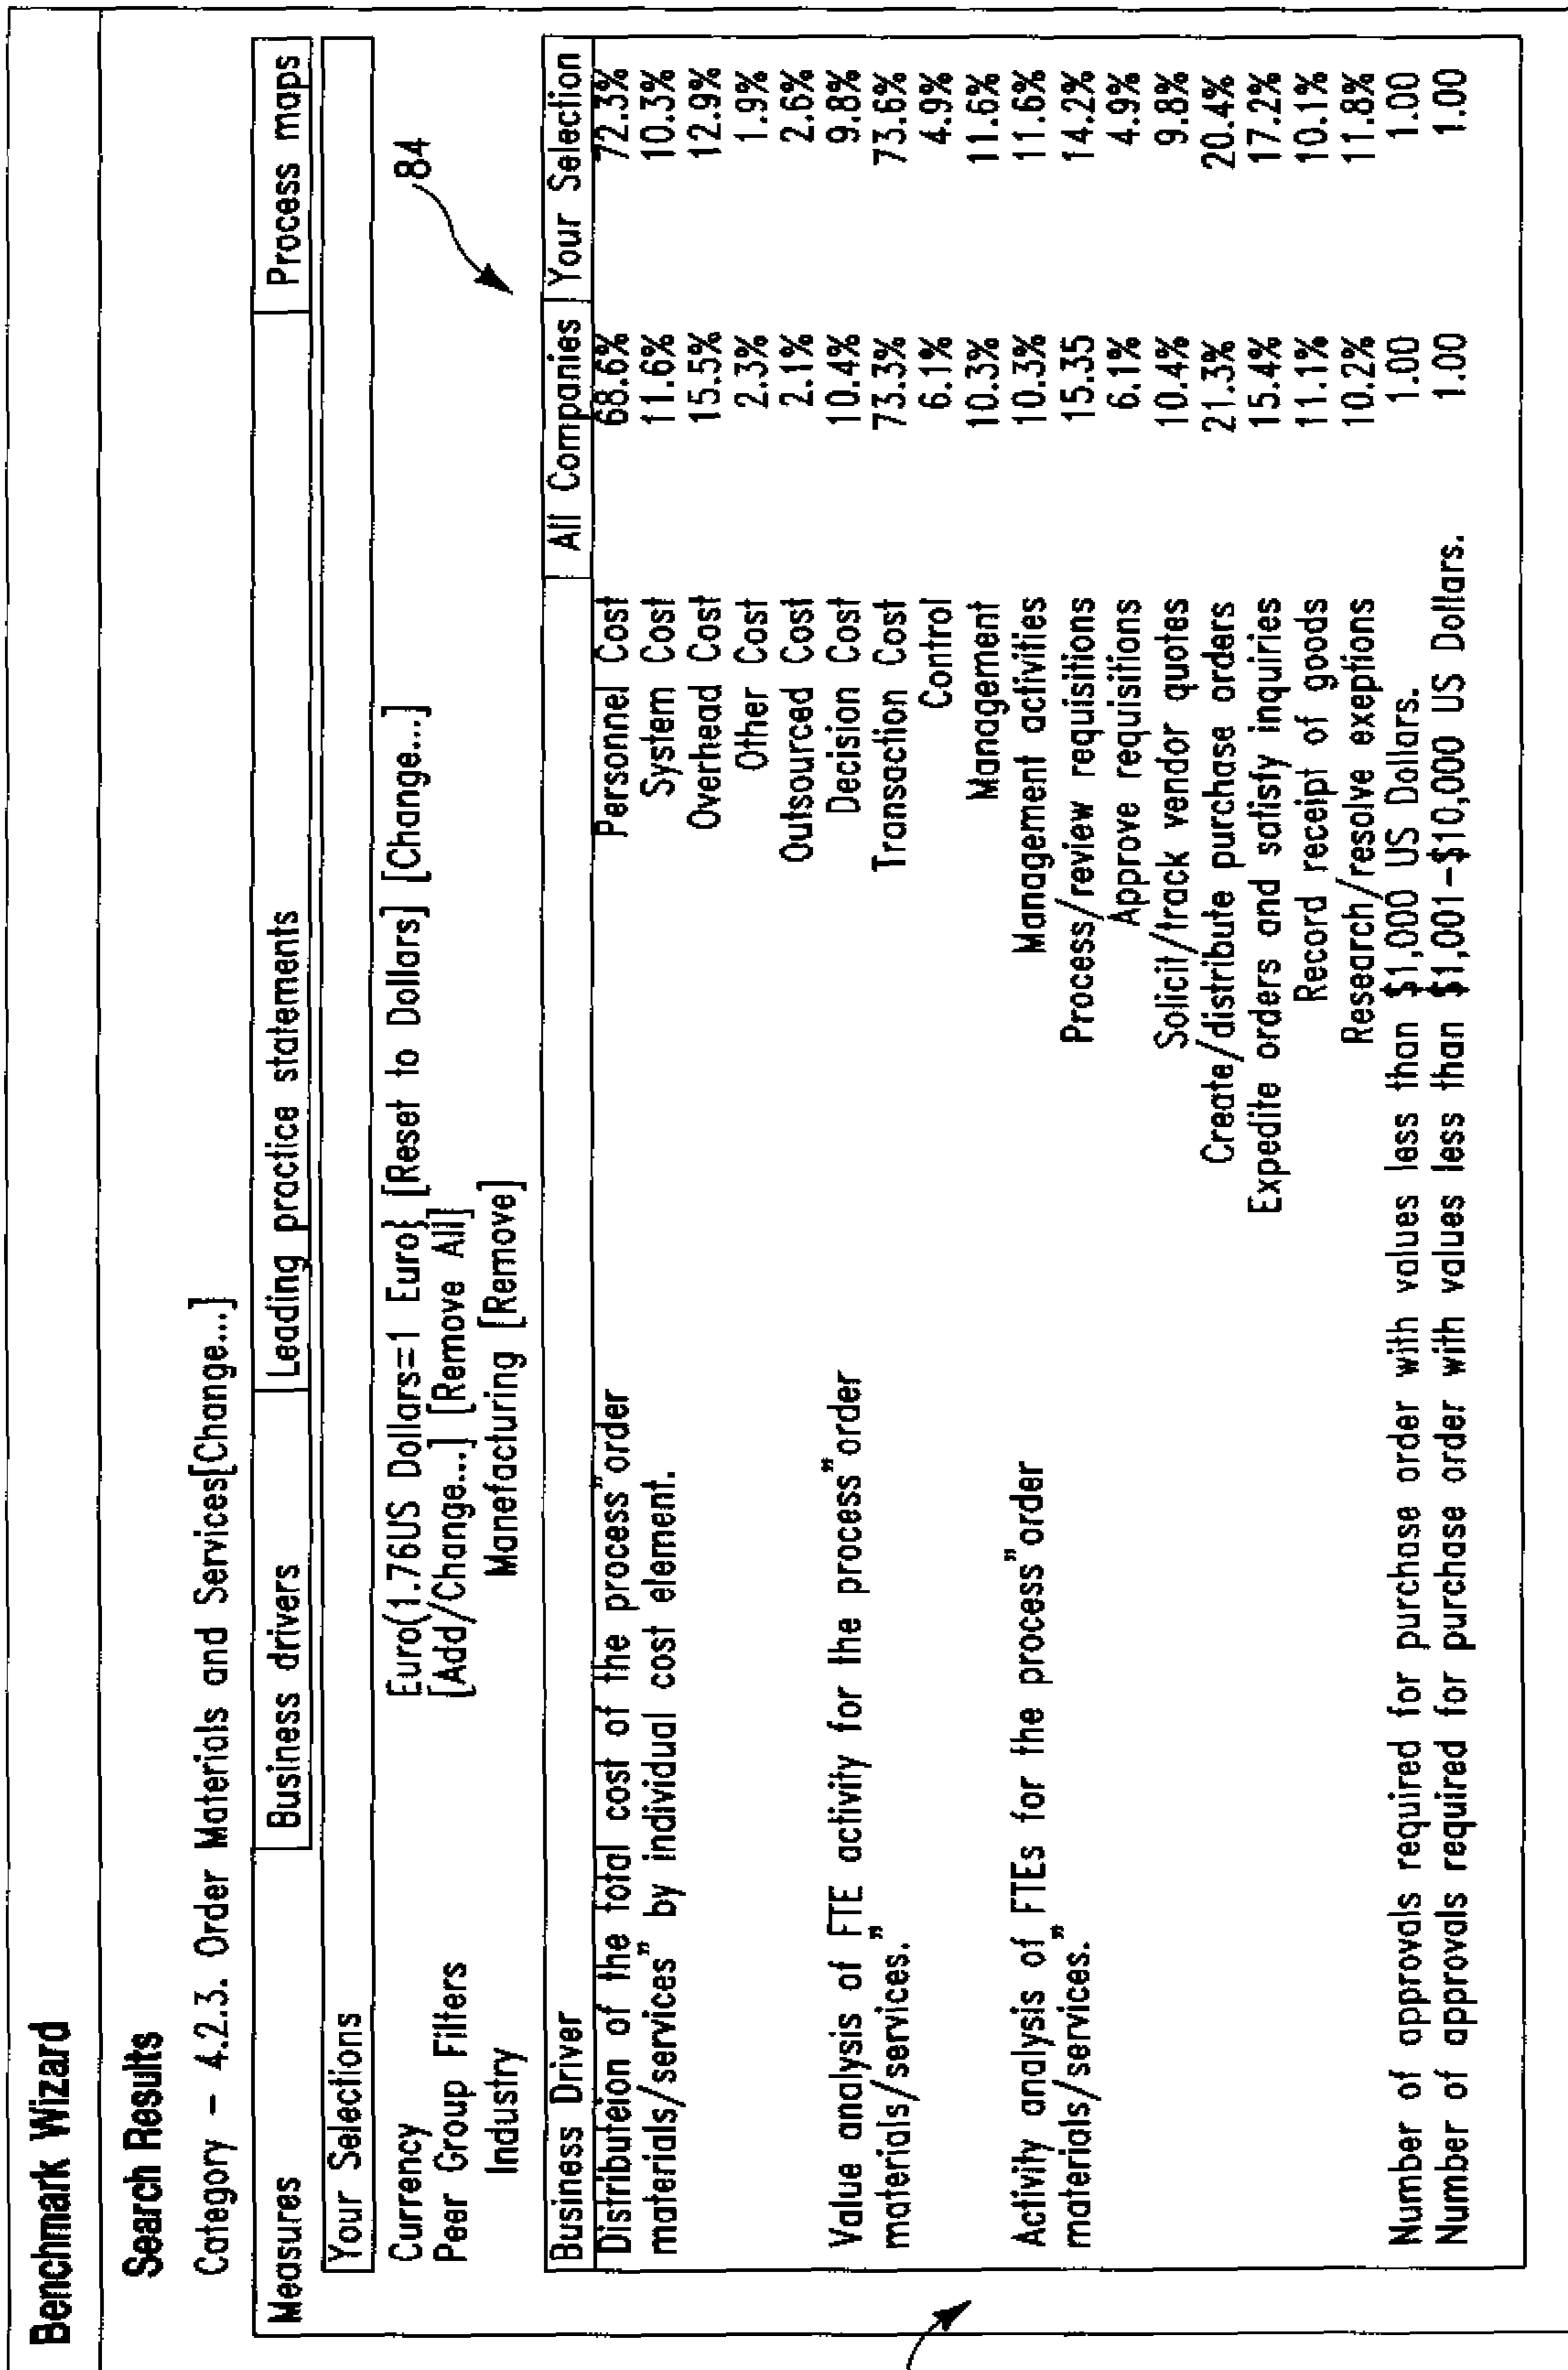 Benchmark Wizard
Search Results
Category - 4.2.3. Order Materials and Services[Change...]
Measures Business drivers Leading practice statements Process maps
Your Selections
Currency Euro(1.76US Dollars=1 Euro} [Reset to Dollars] [Change...]
Peer Group Filters [Add/Change...] [Remove All]
Industry Manefacturing [Remove]
84
Business Driver All Companies Your Selection
Distributeion of the total cost of the process"order Personnel Cost 68.6% 72.3%
materials/services" by individual cost element. System Cost 11.6% 10.3%
Overhead Cost 15.5% 12.9%
Other Cost 2.3% 1.9%
Outsourced Cost 2.1% 2.6%
Value analysis of FTE activity for the process"order Decision Cost 10.4% 9.8%
materials/services." Transaction Cost 73.3% 73.6%
Control 6.1% 4.9%
Management 10.3% 11.6%
Activity analysis of FTEs for the process"order Management activities 10.3% 11.6%
materials/services." Process/review requisitions 15.35 14.2%
Approve requisitions 6.1% 4.9%
Solicit/track vendor quotes 10.4% 9.8%
Create/distribute purchase orders 21.3% 20.4%
Expedite orders and satisfy inquiries 15.4% 17.2%
Record receipt of goods 11.1% 10.1%
Research/resolve exeptions 10.2% 11.8%
Number of approvals required for purchase order with values less than $1,000 US Dollars. 1.00 1.00
Number of approvals required for purchase order with values less than $1,001-$10,000 US Dollars. 1.00 1.00